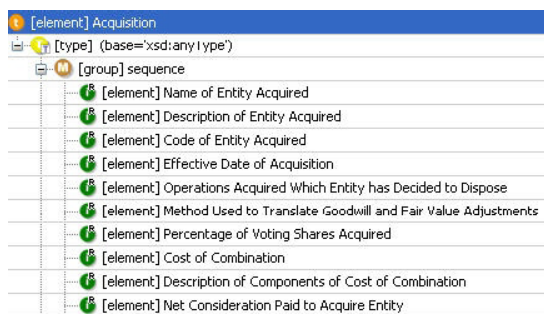 [element] Acquisition
[type] (base='xsd:anyType')
[group] sequence
[element] Name of Entity Acquired
[element] Description of Entity Acquired
[element] Code of Entity Acquired
[element] Effective Date of Acquisition
[element] Operations Acquired Which Entity has Decided to Dispose
[element] Method Used to Translate Goodwill and Fair Value Adjustments
[element] Percentage of Voting Shares Acquired
[element] Cost of Combination
[element] Description of Components of Cost of Combination
[element] Net Consideration Paid to Acquire Entity